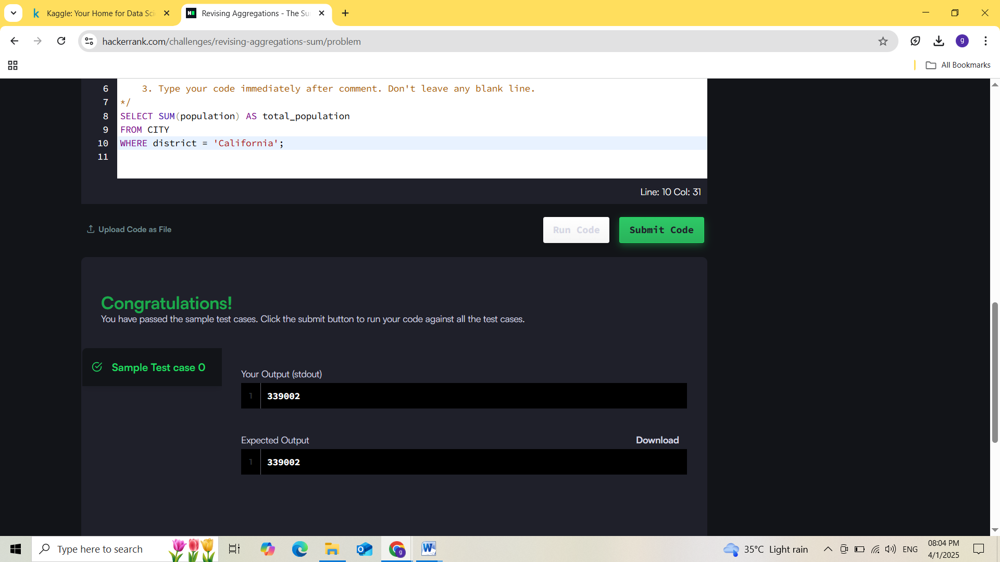 Kaggle: Your Home for Data Sci
Revising Aggregations - The Su
hackerrank.com/challenges/revising-aggregations-sum/problem
g
All Bookmarks
6 3. Type your code immediately after comment. Don't leave any blank line.
7 */
8 SELECT SUM(population) AS total_population
9 FROM CITY
10 WHERE district = 'California';
11
Line: 10 Col: 31
Upload Code as File
Run Code
Submit Code
Congratulations!
You have passed the sample test cases. Click the submit button to run your code against all the test cases.
Sample Test case 0
Your Output (stdout)
1 339002
Expected Output
Download
1 339002
Type here to search
35°C Light rain
ENG
08:04 PM
4/1/2025